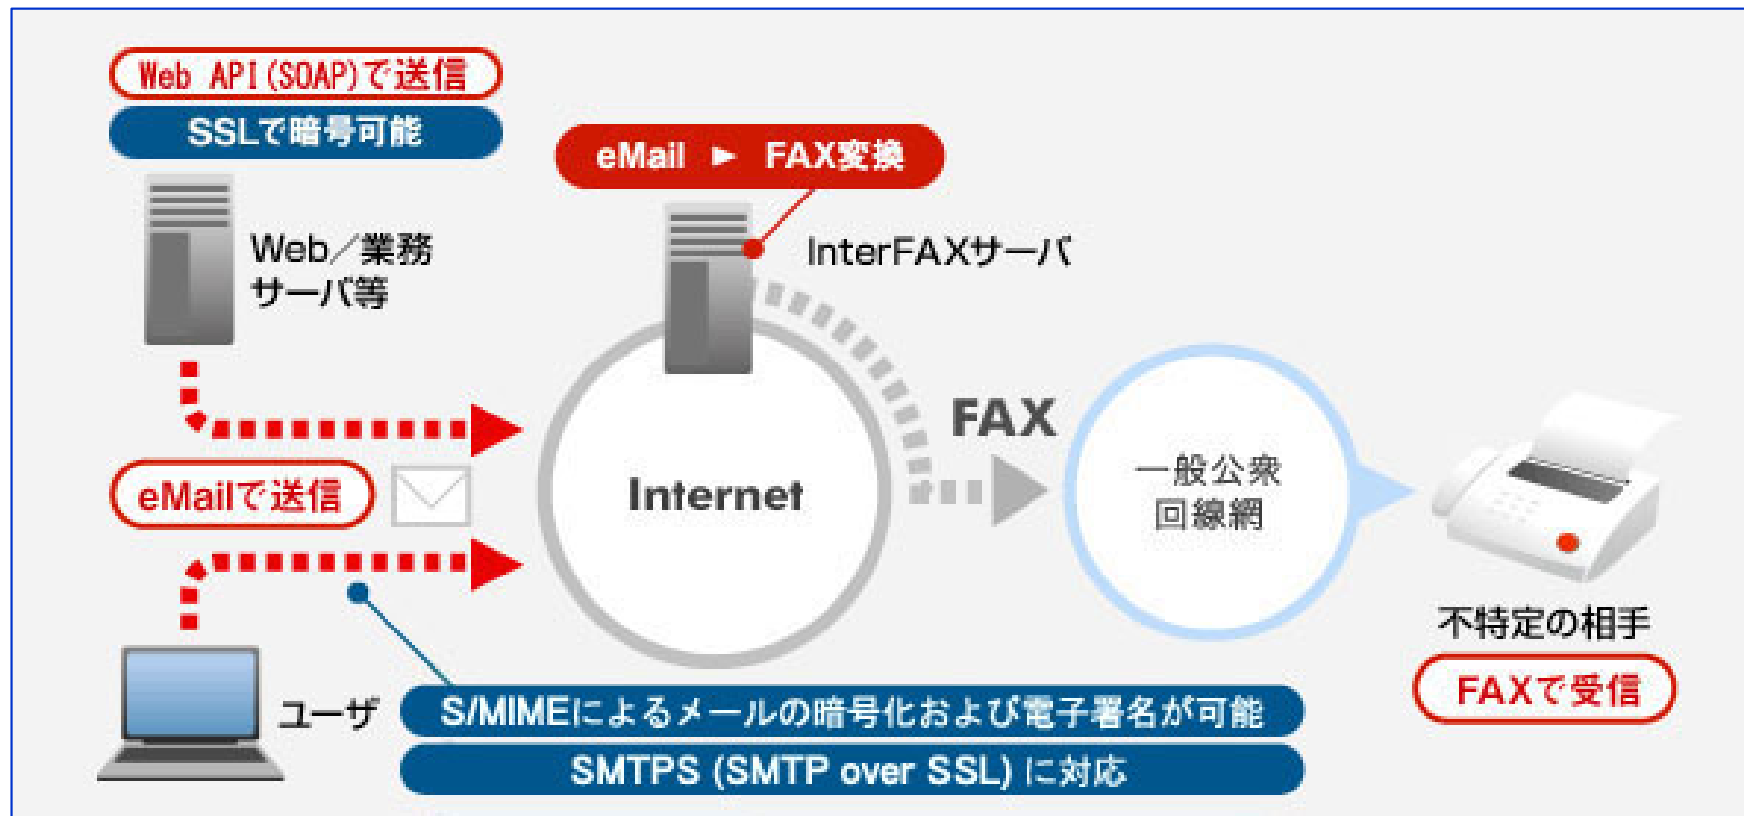 Web API(SOAP)で送信
SSLで暗号可能
eMail ► FAX変換
Web／業務
サーバ等
InterFAXサーバ
FAX
eMailで送信
Internet
一般公衆
回線網
不特定の相手
FAXで受信
ユーザ
S/MIMEによるメールの暗号化および電子署名が可能
SMTPS (SMTP over SSL) に対応